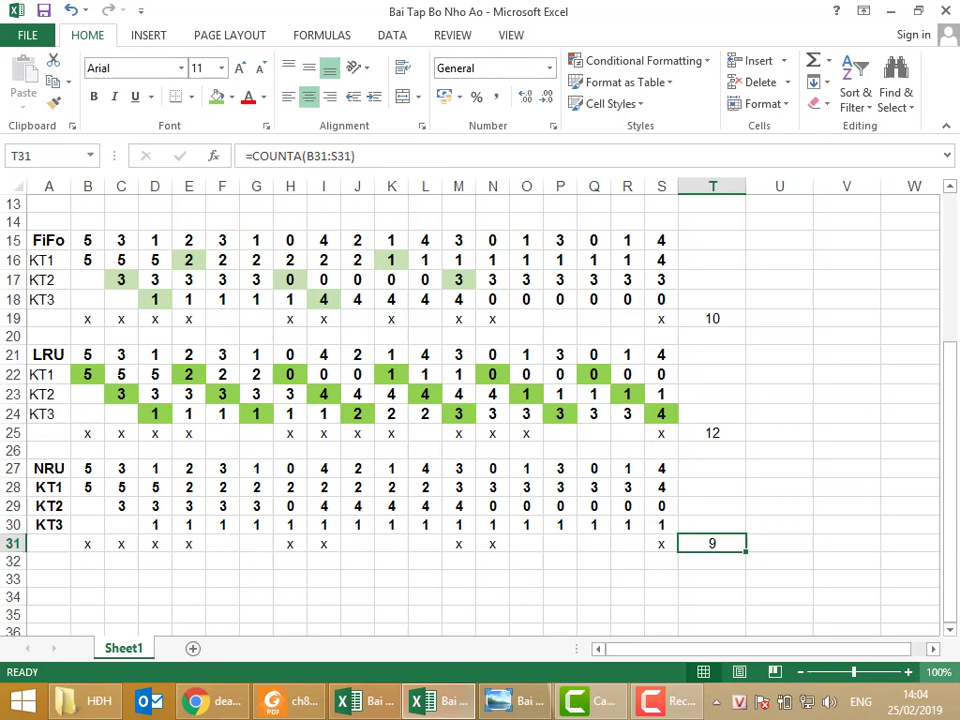 Bai Tap Bo Nho Ao - Microsoft Excel
FILE HOME INSERT PAGE LAYOUT FORMULAS DATA REVIEW VIEW Sign in
Paste Arial 11 General Conditional Formatting Insert
B I U Format as Table Delete Sort & Find &
Cell Styles Format Filter Select
Clipboard Font Alignment Number Styles Cells Editing
T31 =COUNTA(B31:S31)
A B C D E F G H I J K L M N O P Q R S T U V W
13
14
15 FiFo 5 3 1 2 3 1 0 4 2 1 4 3 0 1 3 0 1 4
16 KT1 5 5 5 2 2 2 2 2 2 1 1 1 1 1 1 1 1 4
17 KT2 3 3 3 3 3 0 0 0 0 0 3 3 3 3 3 3 3
18 KT3 1 1 1 1 1 4 4 4 4 4 0 0 0 0 0 0
19 x x x x x x x x x x 10
20
21 LRU 5 3 1 2 3 1 0 4 2 1 4 3 0 1 3 0 1 4
22 KT1 5 5 5 2 2 2 0 0 0 1 1 1 0 0 0 0 0 0
23 KT2 3 3 3 3 3 3 4 4 4 4 4 4 1 1 1 1 1
24 KT3 1 1 1 1 1 1 2 2 2 3 3 3 3 3 3 4
25 x x x x x x x x x x x x 12
26
27 NRU 5 3 1 2 3 1 0 4 2 1 4 3 0 1 3 0 1 4
28 KT1 5 5 5 2 2 2 2 2 2 2 2 3 3 3 3 3 3 4
29 KT2 3 3 3 3 3 0 4 4 4 4 4 0 0 0 0 0 0
30 KT3 1 1 1 1 1 1 1 1 1 1 1 1 1 1 1 1
31 x x x x x x x x x 9
32
33
34
35
36
Sheet1
READY 100%
HDH dea... ch8... Bai ... Bai ... Bai ... Ca... Rec... ENG 14:04
25/02/2019